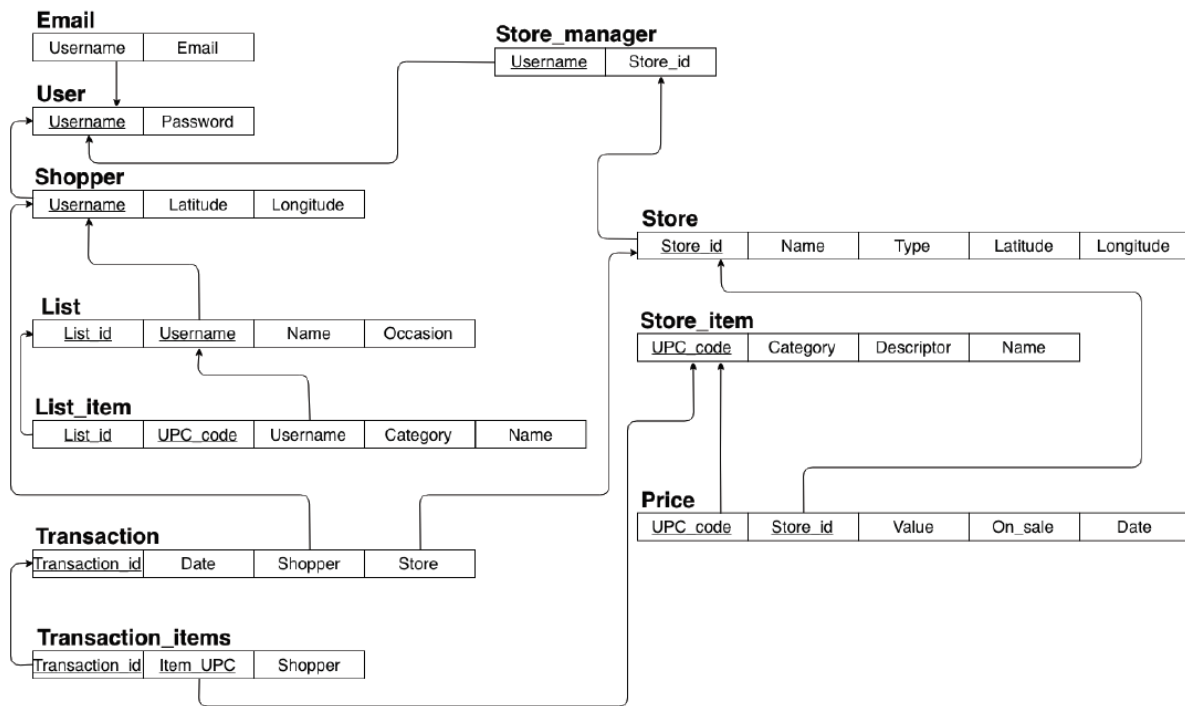 Email
Username Email
Store_manager
Username Store_id
User
Username Password
Shopper
Username Latitude Longitude
Store
Store_id Name Type Latitude Longitude
List
List_id Username Name Occasion
Store_item
UPC_code Category Descriptor Name
List_item
List_id UPC_code Username Category Name
Price
UPC_code Store_id Value On_sale Date
Transaction
Transaction_id Date Shopper Store
Transaction_items
Transaction_id Item_UPC Shopper